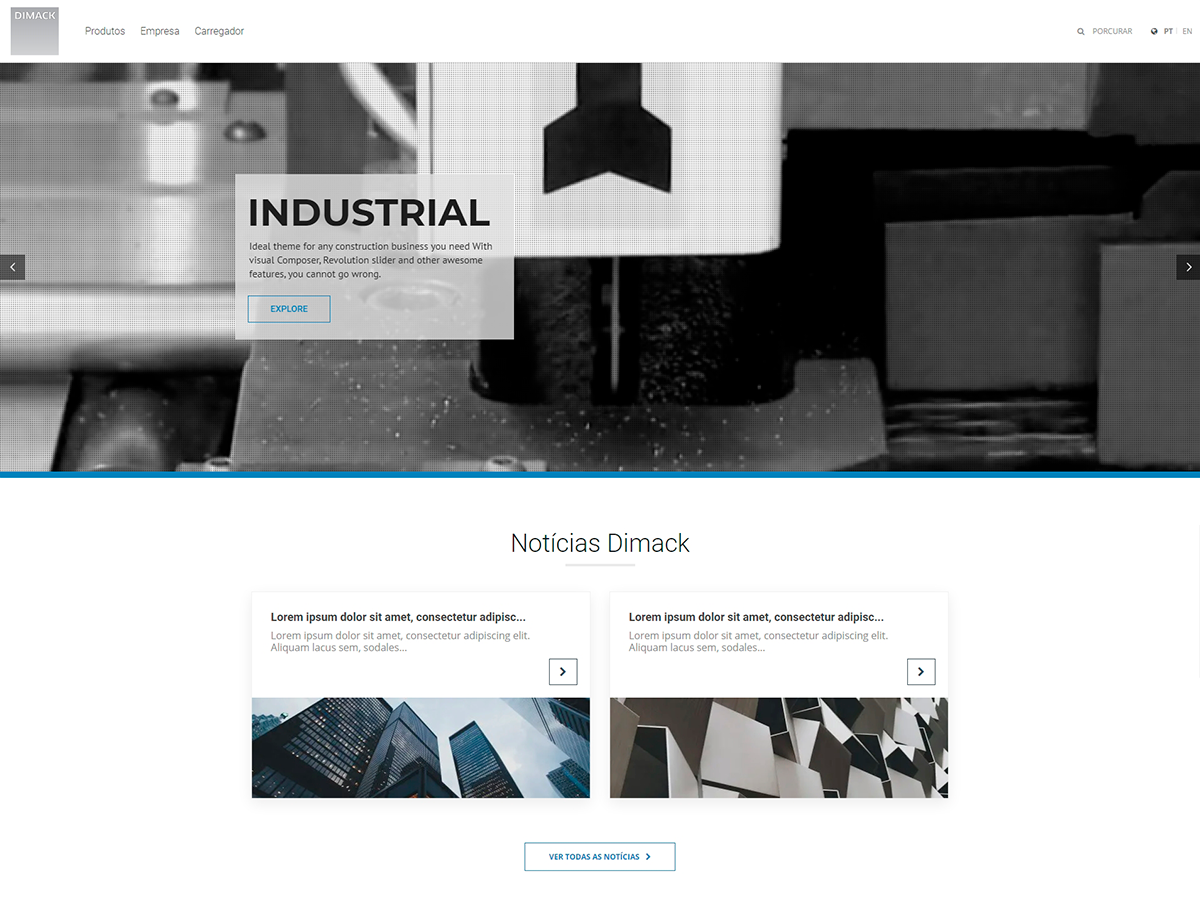 DIMACK
Produtos Empresa Carregador
PORCURAR
PT | EN
INDUSTRIAL
Ideal theme for any construction business you need With
visual Composer, Revolution slider and other awesome
features, you cannot go wrong.
EXPLORE
Notícias Dimack
Lorem ipsum dolor sit amet, consectetur adipisc...
Lorem ipsum dolor sit amet, consectetur adipiscing elit.
Aliquam lacus sem, sodales...
Lorem ipsum dolor sit amet, consectetur adipisc...
Lorem ipsum dolor sit amet, consectetur adipiscing elit.
Aliquam lacus sem, sodales...
VER TODAS AS NOTÍCIAS